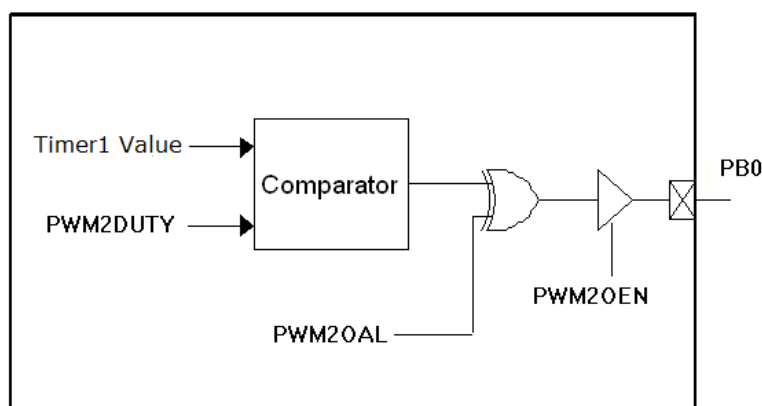 Timer1 Value
PWM2DUTY
Comparator
PB0
PWM2OEN
PWM2OAL